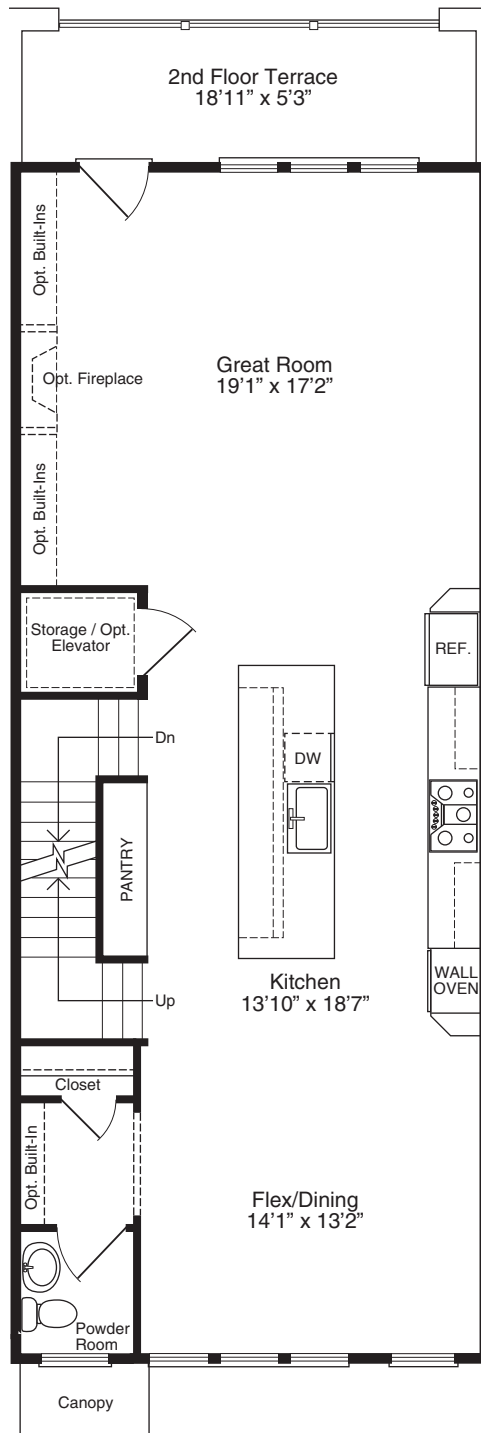 2nd Floor Terrace
18'11” x 5'3”
Opt. Built-Ins
Opt. Fireplace
Great Room
19'1” x 17'2”
Opt. Built-Ins
Storage / Opt.
Elevator
REF.
Dn
DW
PANTRY
Kitchen
13'10” x 18'7”
WALL
OVEN
Up
Closet
Opt. Built-In
Flex/Dining
14'1” x 13'2”
Powder
Room
Canopy